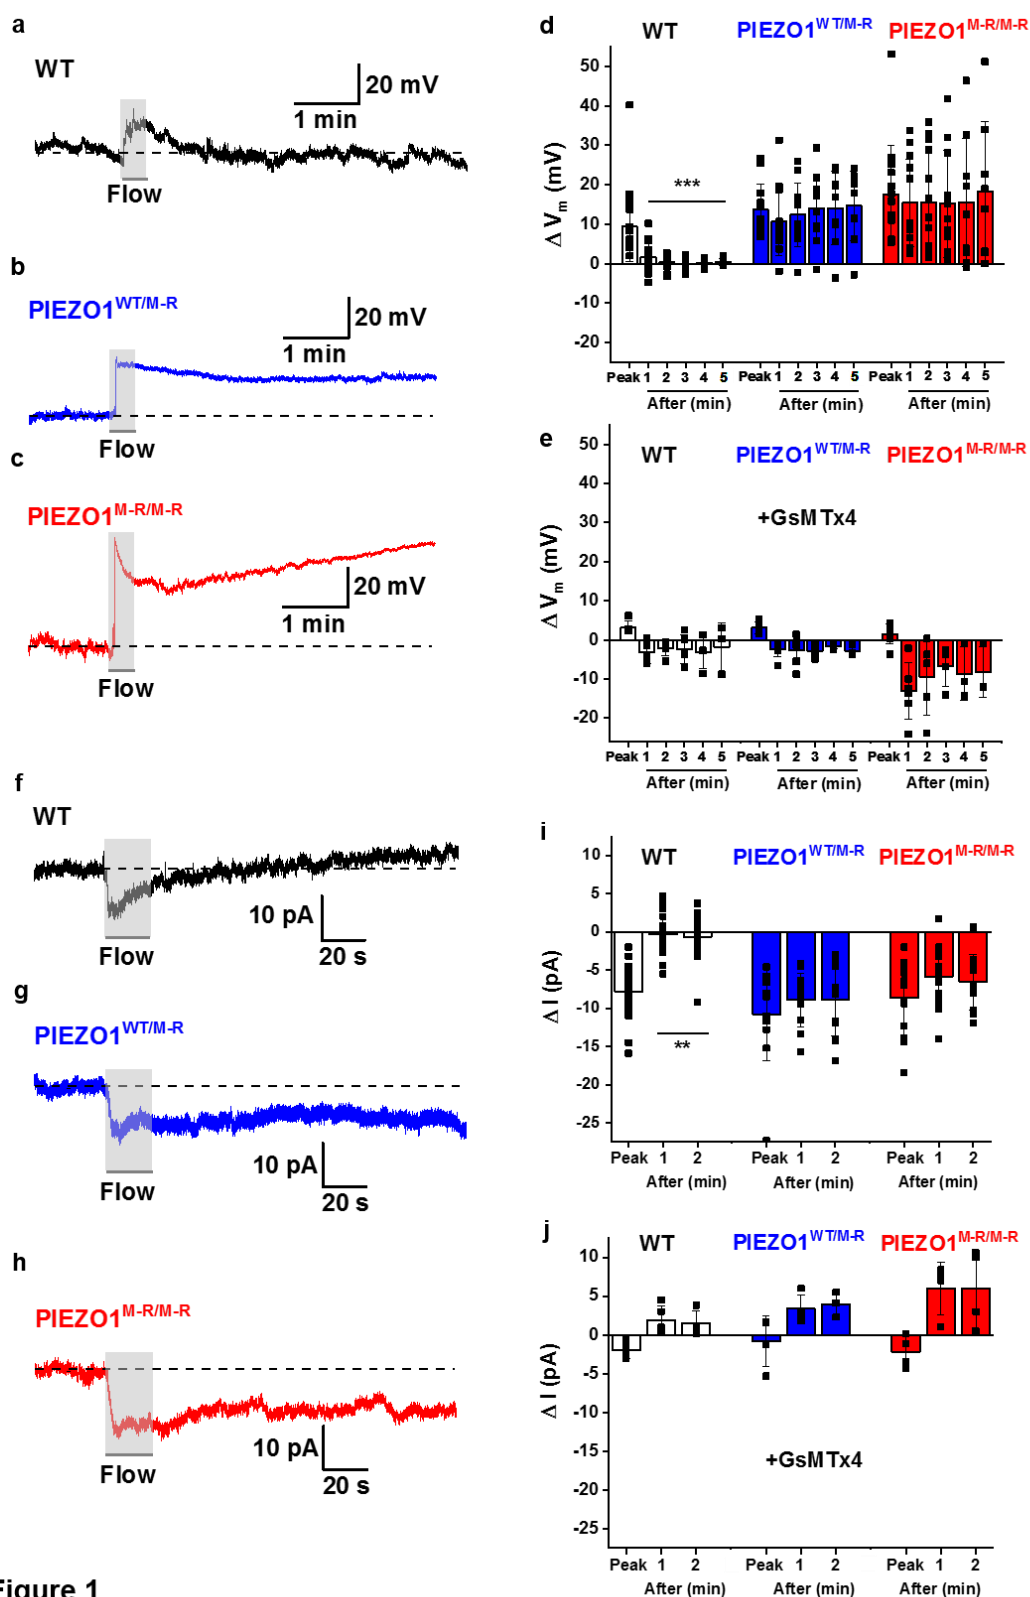 a
WT
20 mV
1 min
Flow
b
PIEZO1WT/M-R
20 mV
1 min
Flow
c
PIEZO1M-R/M-R
20 mV
1 min
Flow
d
WT PIEZO1WT/M-R PIEZO1M-R/M-R
50
40
30
20
10
0
-10
-20
Δ Vm (mV)
***
Peak 1 2 3 4 5 Peak 1 2 3 4 5 Peak 1 2 3 4 5
After (min) After (min) After (min)
e
WT PIEZO1WT/M-R PIEZO1M-R/M-R
+GsMTx4
50
40
30
20
10
0
-10
-20
Δ Vm (mV)
Peak 1 2 3 4 5 Peak 1 2 3 4 5 Peak 1 2 3 4 5
After (min) After (min) After (min)
f
WT
10 pA
20 s
Flow
g
PIEZO1WT/M-R
10 pA
20 s
Flow
h
PIEZO1M-R/M-R
10 pA
20 s
Flow
i
WT PIEZO1WT/M-R PIEZO1M-R/M-R
10
5
0
-5
-10
-15
-20
-25
Δ I (pA)
**
Peak 1 2 Peak 1 2 Peak 1 2
After (min) After (min) After (min)
j
WT PIEZO1WT/M-R PIEZO1M-R/M-R
10
5
0
-5
-10
-15
-20
-25
Δ I (pA)
+GsMTx4
Peak 1 2 Peak 1 2 Peak 1 2
After (min) After (min) After (min)
Figure 1